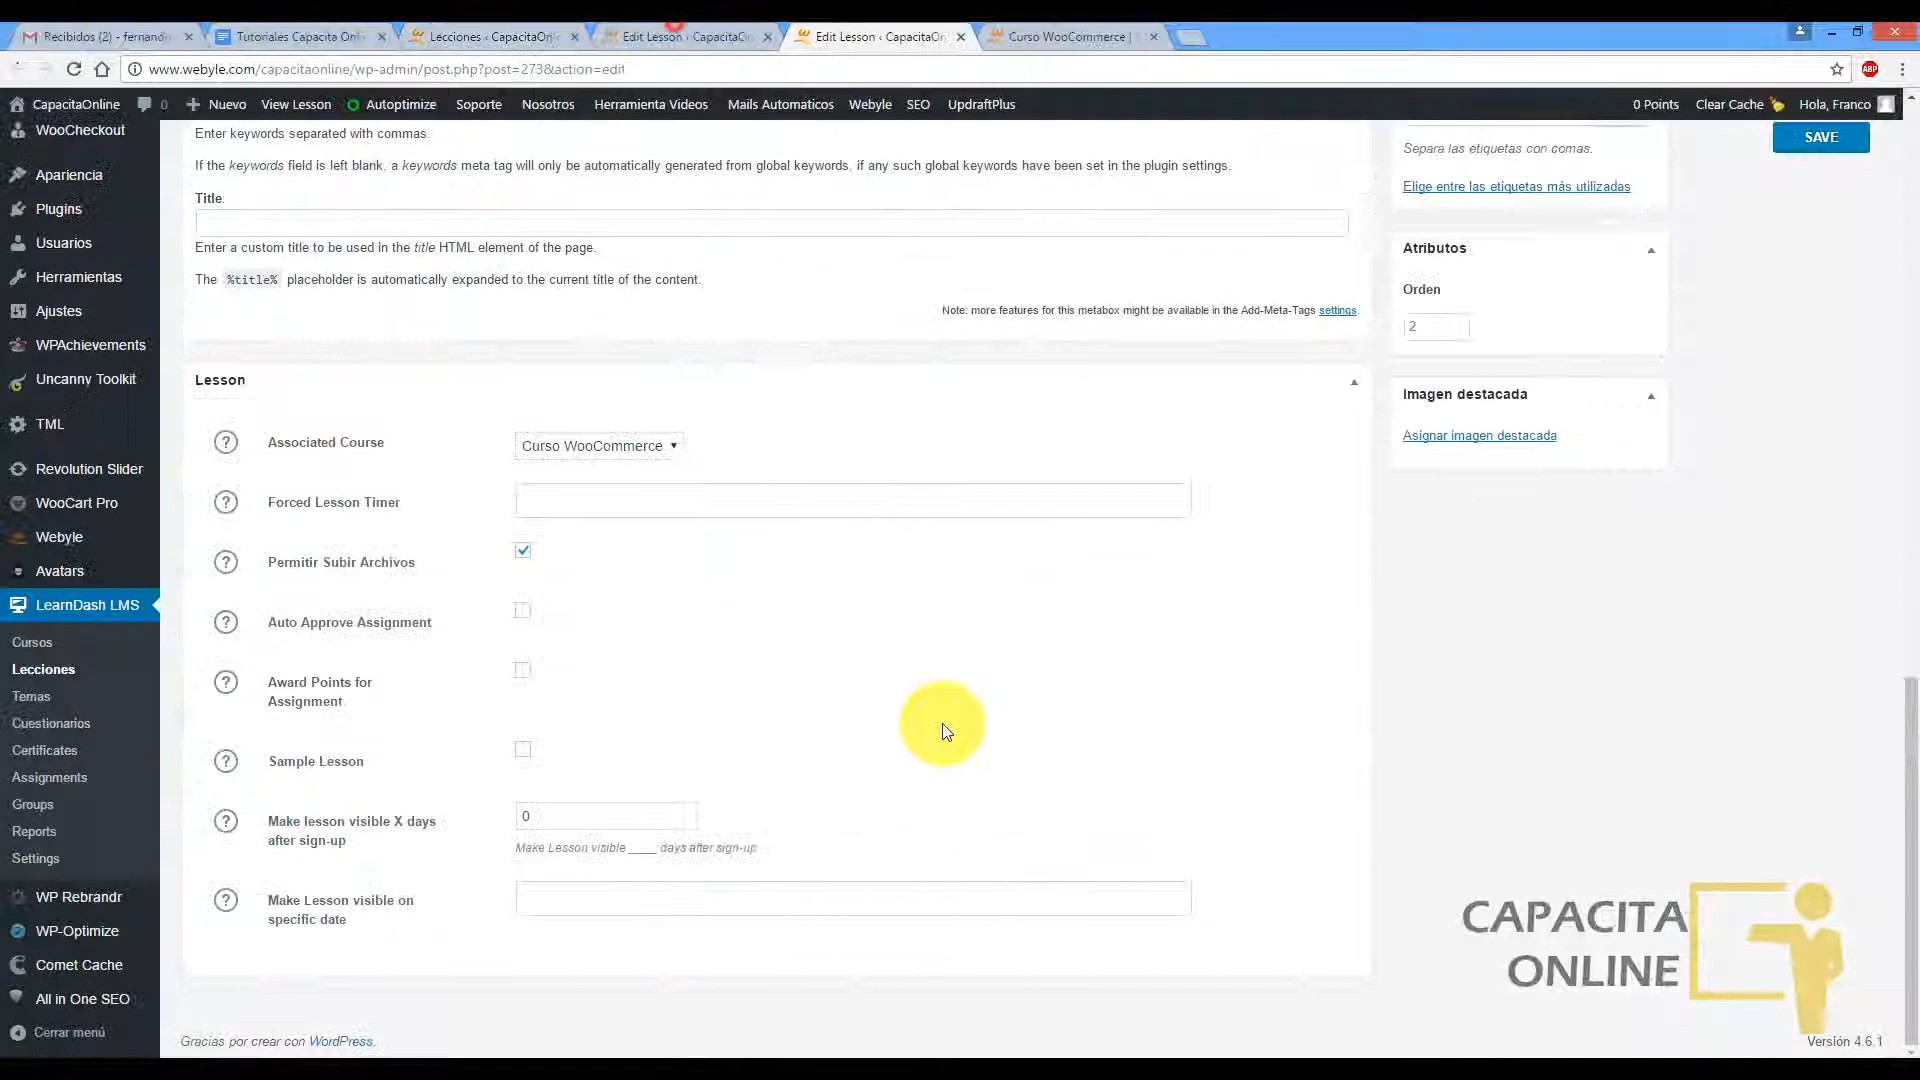 Recibidos (2) - fernand
Tutoriales Capacita Onl
Lecciones ‹ CapacitaOn
Edit Lesson ‹ CapacitaOn
Edit Lesson ‹ CapacitaOn
Curso WooCommerce |
www.webyle.com/capacitaonline/wp-admin/post.php?post=273&action=edit
ABP
CapacitaOnline
0
Nuevo
View Lesson
Autoptimize
Soporte
Nosotros
Herramienta Videos
Mails Automaticos
Webyle
SEO
UpdraftPlus
0 Points
Clear Cache
Hola, Franco
WooCheckout
Apariencia
Plugins
Usuarios
Herramientas
Ajustes
WPAchievements
Uncanny Toolkit
TML
Revolution Slider
WooCart Pro
Webyle
Avatars
LearnDash LMS
Cursos
Lecciones
Temas
Cuestionarios
Certificates
Assignments
Groups
Reports
Settings
WP Rebrandr
WP-Optimize
Comet Cache
All in One SEO
Cerrar menú
Enter keywords separated with commas.
If the keywords field is left blank, a keywords meta tag will only be automatically generated from global keywords, if any such global keywords have been set in the plugin settings.
Title:
Enter a custom title to be used in the title HTML element of the page.
The %title% placeholder is automatically expanded to the current title of the content.
Note: more features for this metabox might be available in the Add-Meta-Tags settings.
Lesson
? Associated Course Curso WooCommerce
? Forced Lesson Timer
? Permitir Subir Archivos
? Auto Approve Assignment
? Award Points for
Assignment
? Sample Lesson
? Make lesson visible X days
after sign-up
0
Make Lesson visible ____ days after sign-up
? Make Lesson visible on
specific date
SAVE
Separa las etiquetas con comas.
Elige entre las etiquetas más utilizadas
Atributos
Orden
2
Imagen destacada
Asignar imagen destacada
CAPACITA
ONLINE
Gracias por crear con WordPress.
Versión 4.6.1